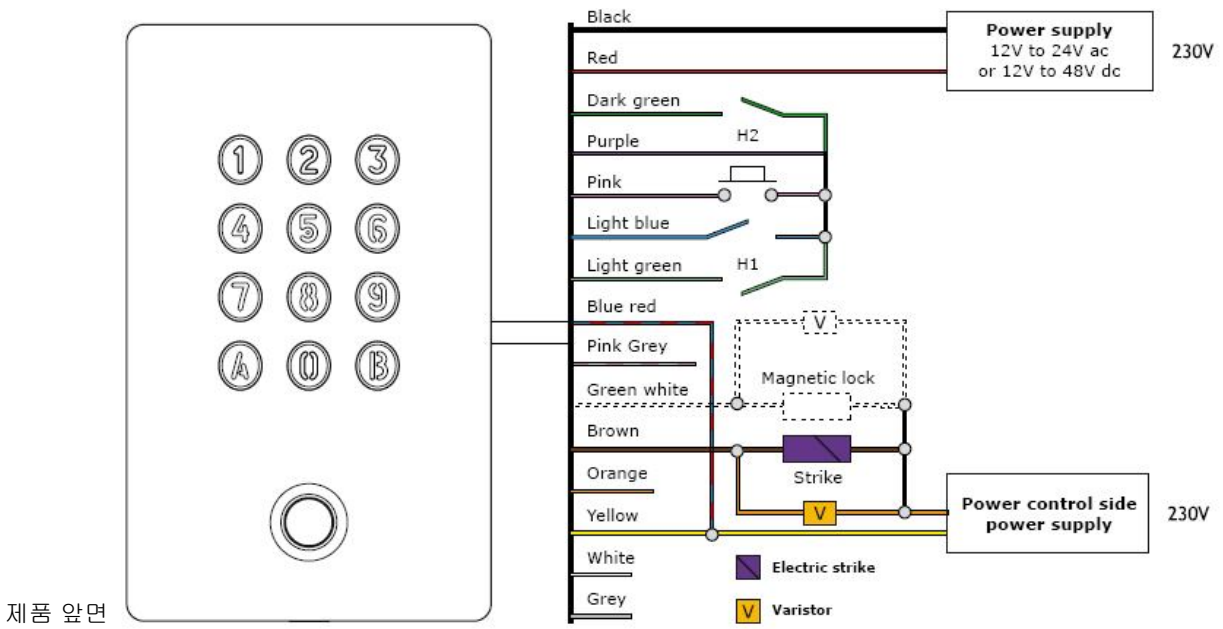 Black
Power supply
12V to 24V ac
or 12V to 48V dc
230V
Red
Dark green
Purple
H2
Pink
Light blue
Light green
H1
Blue red
V
Pink Grey
Magnetic lock
Green white
Brown
Strike
Orange
V
Yellow
Power control side
power supply
230V
White
Electric strike
Grey
V
Varistor
1 2 3
4 5 6
7 8 9
A 0 B
제품 앞면